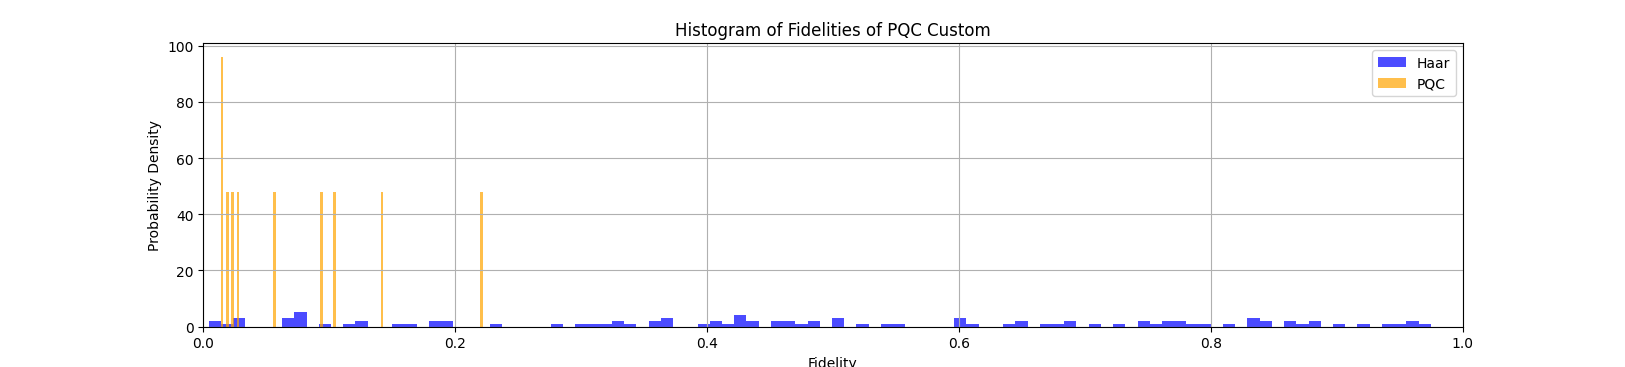 Histogram of Fidelities of PQC Custom
100
80
60
40
20
0
Probability Density
Haar
PQC
0.0 0.2 0.4 0.6 0.8 1.0
Fidelity